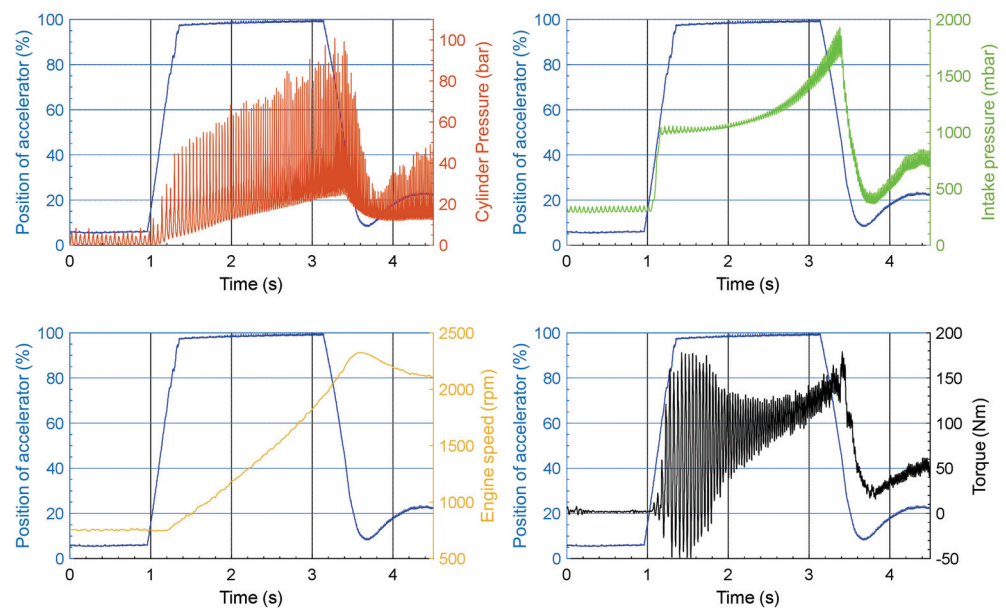 100
80
60
40
20
0
Position of accelerator (%)
100
80
60
40
20
0
Cylinder Pressure (bar)
0 1 2 3 4
Time (s)
100
80
60
40
20
0
Position of accelerator (%)
2000
1500
1000
500
0
Intake pressure (mbar)
0 1 2 3 4
Time (s)
100
80
60
40
20
0
Position of accelerator (%)
2500
2000
1500
1000
500
Engine speed (rpm)
0 1 2 3 4
Time (s)
100
80
60
40
20
0
Position of accelerator (%)
200
150
100
50
0
-50
Torque (Nm)
0 1 2 3 4
Time (s)